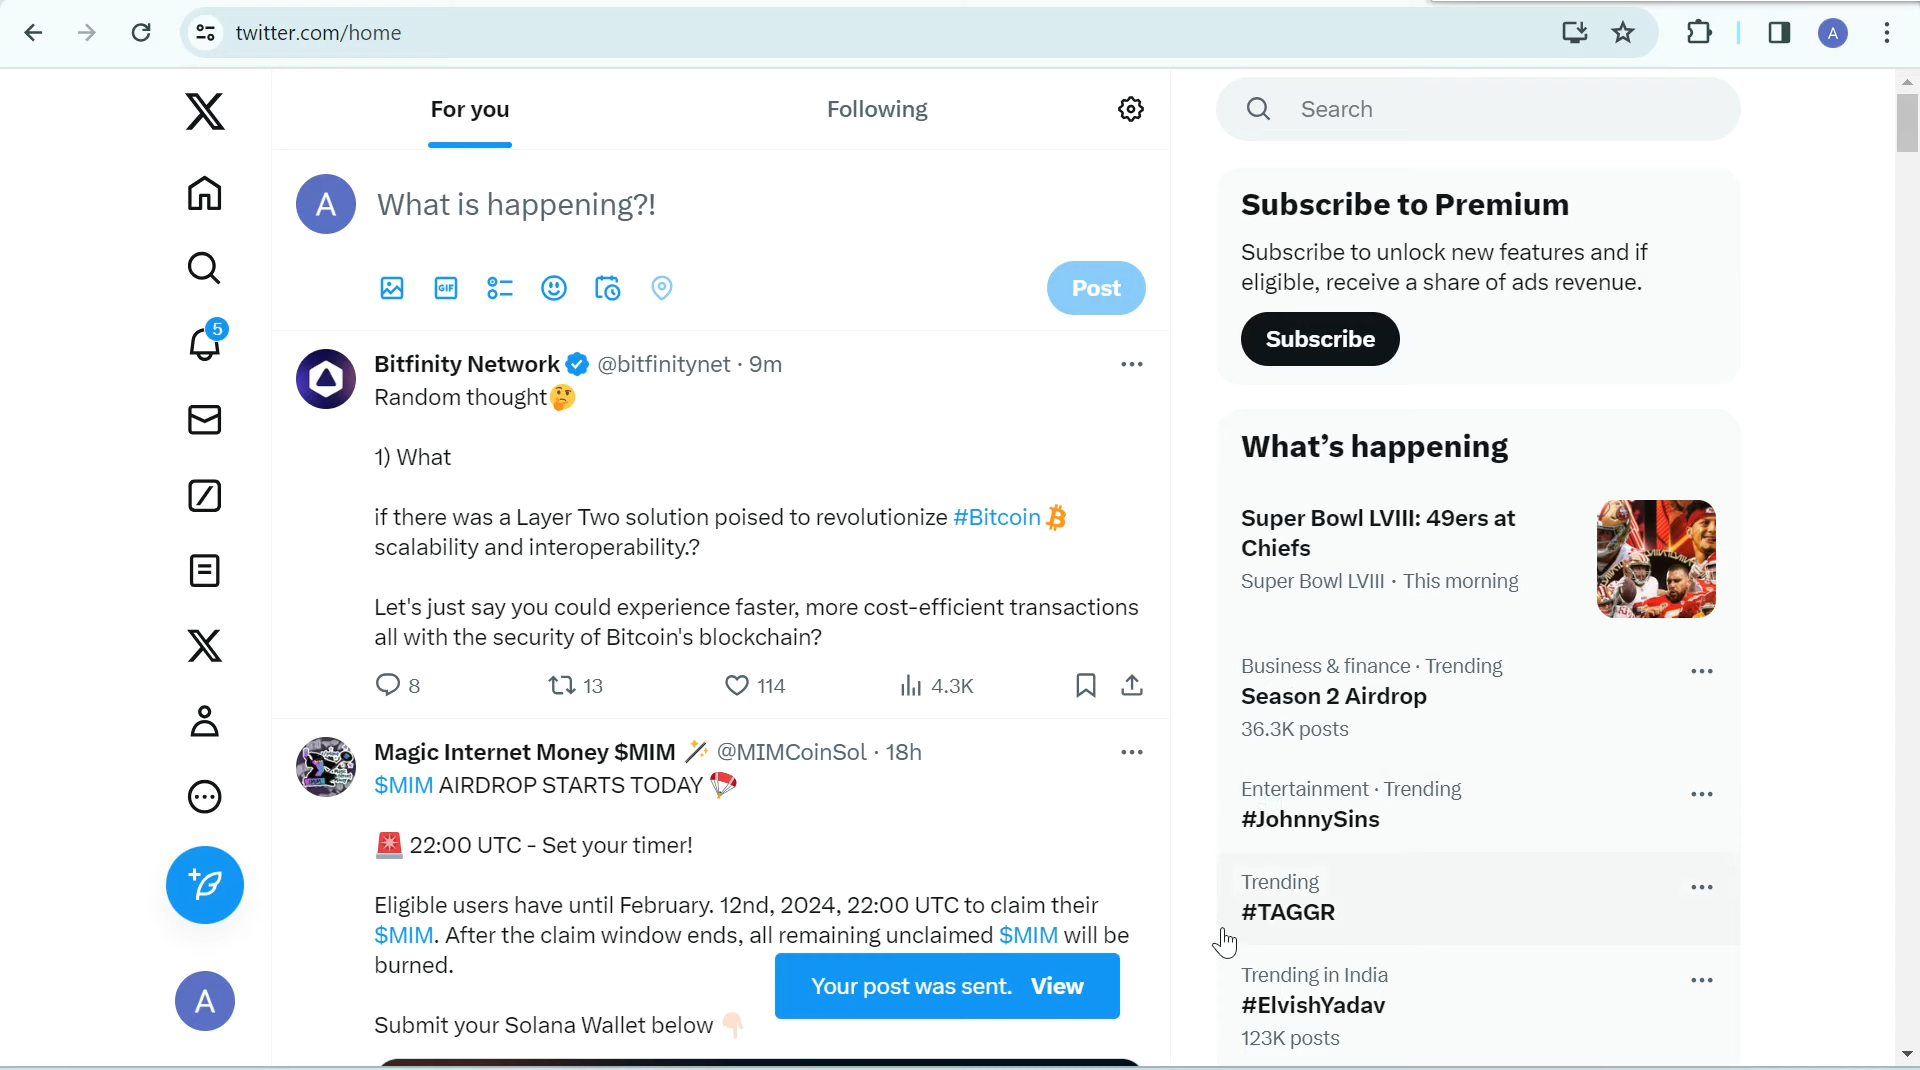 twitter.com/home
A
For you
Following
Search
A
What is happening?!
GIF
Post
Subscribe to Premium
Subscribe to unlock new features and if
eligible, receive a share of ads revenue.
Subscribe
5
Bitfinity Network @bitfinitynet · 9m
Random thought🤔
1) What
if there was a Layer Two solution poised to revolutionize #Bitcoin
scalability and interoperability.?
Let's just say you could experience faster, more cost-efficient transactions
all with the security of Bitcoin's blockchain?
8 13 114 4.3K
Magic Internet Money $MIM 🪄 @MIMCoinSol · 18h
$MIM AIRDROP STARTS TODAY 🪂
🚨 22:00 UTC - Set your timer!
Eligible users have until February. 12nd, 2024, 22:00 UTC to claim their
$MIM. After the claim window ends, all remaining unclaimed $MIM will be
burned.
Submit your Solana Wallet below 👇🏻
Your post was sent. View
A
What's happening
Super Bowl LVIII: 49ers at
Chiefs
Super Bowl LVIII · This morning
Business & finance · Trending
Season 2 Airdrop
36.3K posts
Entertainment · Trending
#JohnnySins
Trending
#TAGGR
Trending in India
#ElvishYadav
123K posts